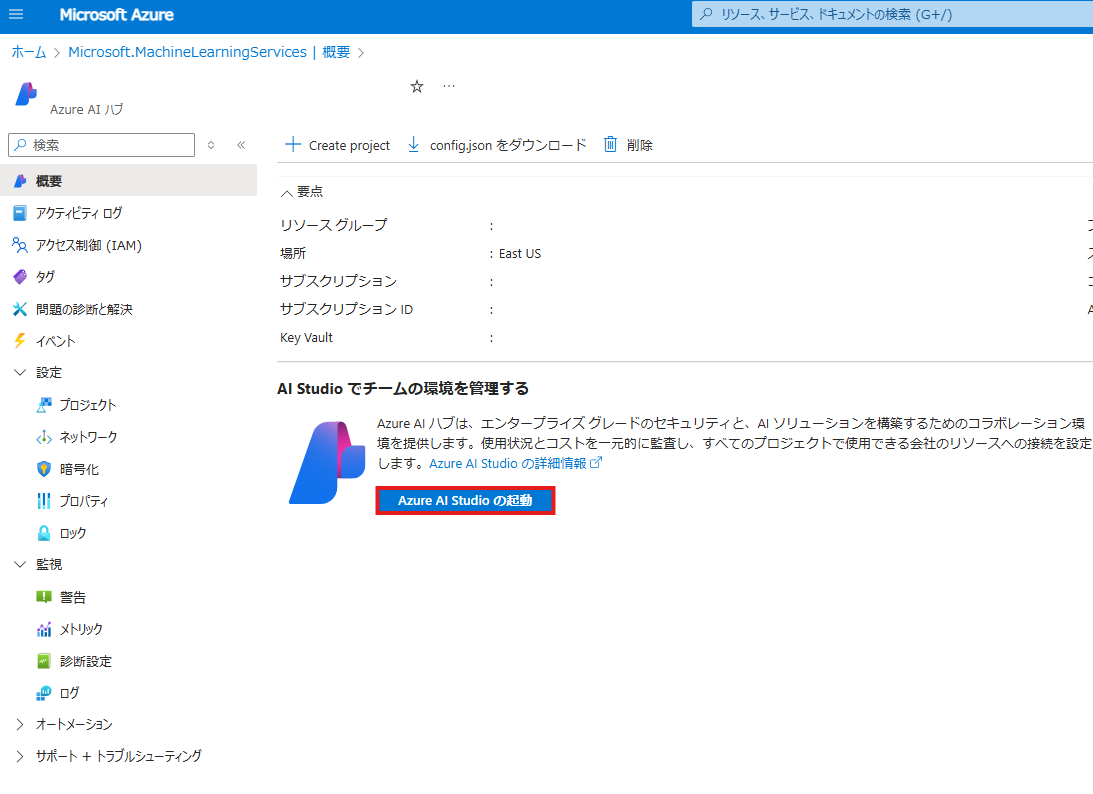 Microsoft Azure
リソース、サービス、ドキュメントの検索 (G+/)
ホーム > Microsoft.MachineLearningServices | 概要 >
☆ …
Azure AI ハブ
検索
«
+ Create project
config.json をダウンロード
削除
概要
アクティビティ ログ
アクセス制御 (IAM)
タグ
問題の診断と解決
イベント
設定
プロジェクト
ネットワーク
暗号化
プロパティ
ロック
監視
警告
メトリック
診断設定
ログ
オートメーション
サポート + トラブルシューティング
要点
リソース グループ :
場所 : East US
サブスクリプション :
サブスクリプション ID :
Key Vault :
AI Studio でチームの環境を管理する
Azure AI ハブは、エンタープライズ グレードのセキュリティと、AI ソリューションを構築するためのコラボレーション環
境を提供します。使用状況とコストを一元的に監査し、すべてのプロジェクトで使用できる会社のリソースへの接続を設定
します。Azure AI Studio の詳細情報
Azure AI Studio の起動